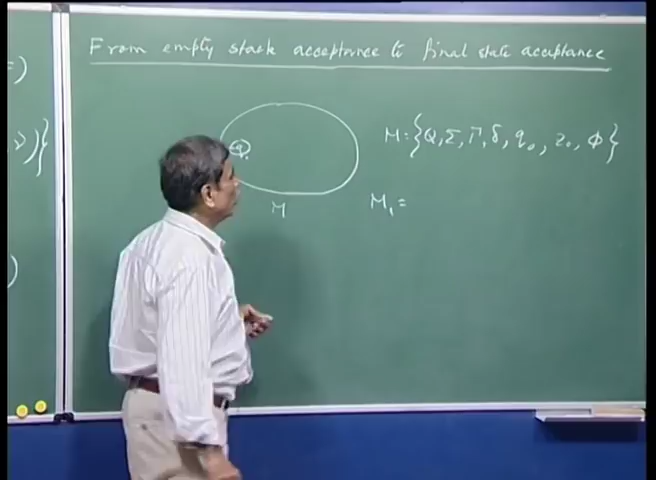 From empty stack acceptance to final state acceptance
M = {Q, Σ, Γ, δ, q₀, z₀, Φ}
q₀
M
M₁ =